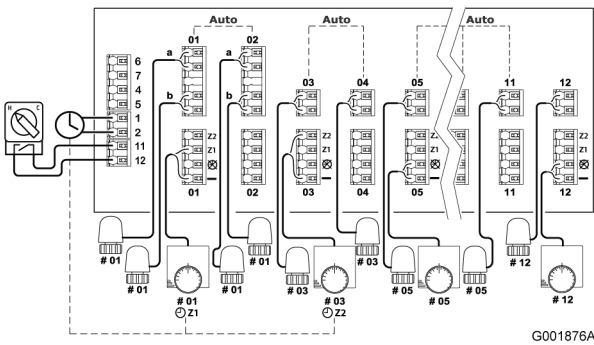 Auto Auto Auto
01 02 03 04 05 11 12
a a
b b
6
7
4
5
1
2
11
12
H C
Z2 Z2 Z2
Z1 Z1 Z1
01 02 03 04 05 11 12
# 01 # 01 # 01 # 01 # 03 # 03 # 05 # 05 # 12
# 01 # 03 # 05 # 12
Z1 Z2
G001876A